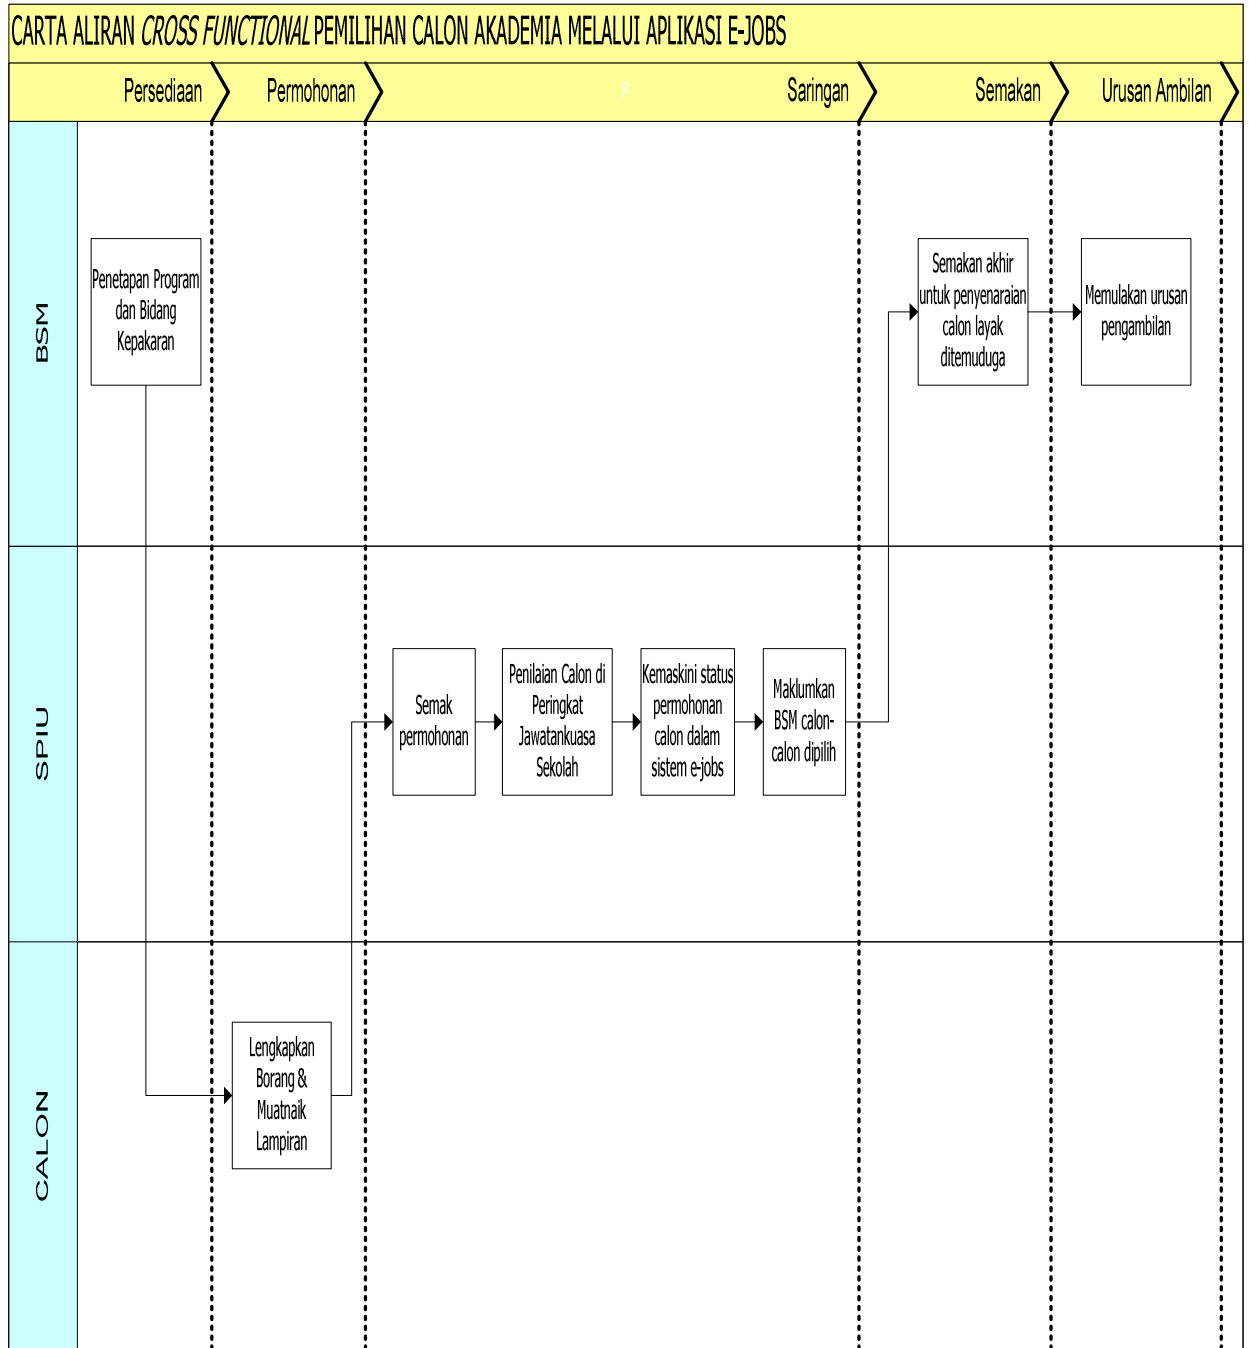 CARTA ALIRAN CROSS FUNCTIONAL PEMILIHAN CALON AKADEMIA MELALUI APLIKASI E-JOBS
Persediaan
Permohonan
Saringan
Semakan
Urusan Ambilan
BSM
Penetapan Program
dan Bidang
Kepakaran
Semakan akhir
untuk penyenaraian
calon layak
ditemuduga
Memulakan urusan
pengambilan
SPIU
Semak
permohonan
Penilaian Calon di
Peringkat
Jawatankuasa
Sekolah
Kemaskini status
permohonan
calon dalam
sistem e-jobs
Maklumkan
BSM calon-
calon dipilih
CALON
Lengkapkan
Borang &
Muatnaik
Lampiran